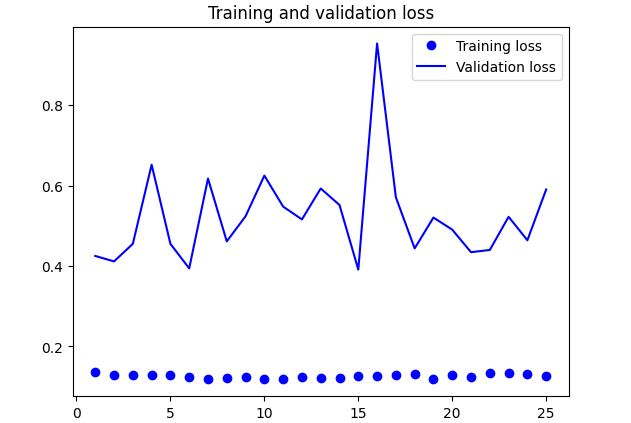 Training and validation loss
Training loss
Validation loss
0.8
0.6
0.4
0.2
0 5 10 15 20 25